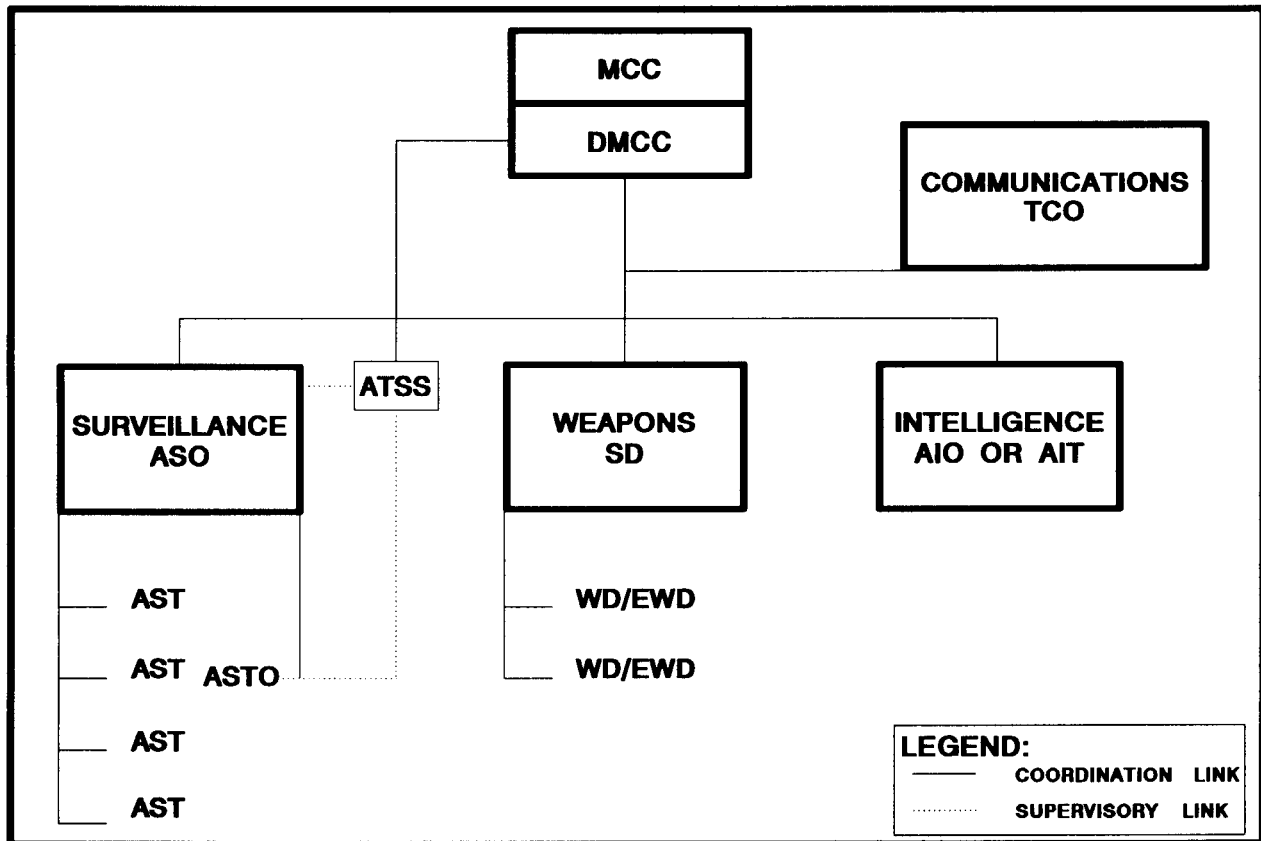 MCC
DMCC
COMMUNICATIONS
TCO
ATSS
SURVEILLANCE
ASO
WEAPONS
SD
INTELLIGENCE
AIO OR AIT
AST
AST
ASTO
AST
AST
WD/EWD
WD/EWD
LEGEND:
COORDINATION LINK
SUPERVISORY LINK